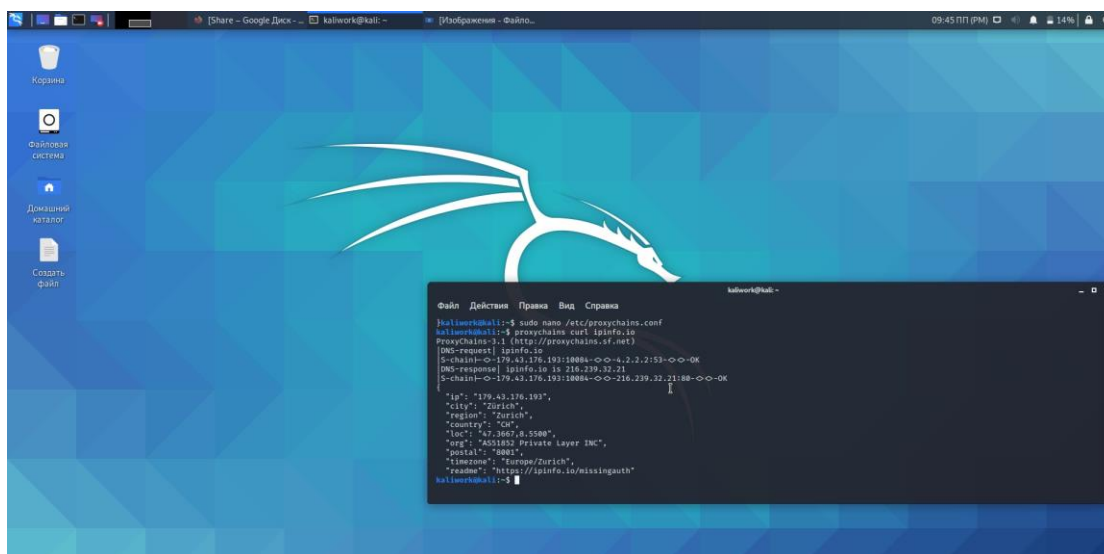 [Share – Google Диск - ...
kaliwork@kali: ~
[Изображения - Файло...
09:45 ПП (PM)
14%
Корзина
Файловая
система
Домашний
каталог
Создать
файл
kaliwork@kali: ~
Файл Действия Правка Вид Справка
}kaliwork@kali:~$ sudo nano /etc/proxychains.conf
kaliwork@kali:~$ proxychains curl ipinfo.io
ProxyChains-3.1 (http://proxychains.sf.net)
|DNS-request| ipinfo.io
|S-chain|-<>-179.43.176.193:10084-<><>-4.2.2.2:53-<><>-OK
|DNS-response| ipinfo.io is 216.239.32.21
|S-chain|-<>-179.43.176.193:10084-<><>-216.239.32.21:80-<><>-OK
{
"ip": "179.43.176.193",
"city": "Zürich",
"region": "Zurich",
"country": "CH",
"loc": "47.3667,8.5500",
"org": "AS51852 Private Layer INC",
"postal": "8001",
"timezone": "Europe/Zurich",
"readme": "https://ipinfo.io/missingauth"
kaliwork@kali:~$